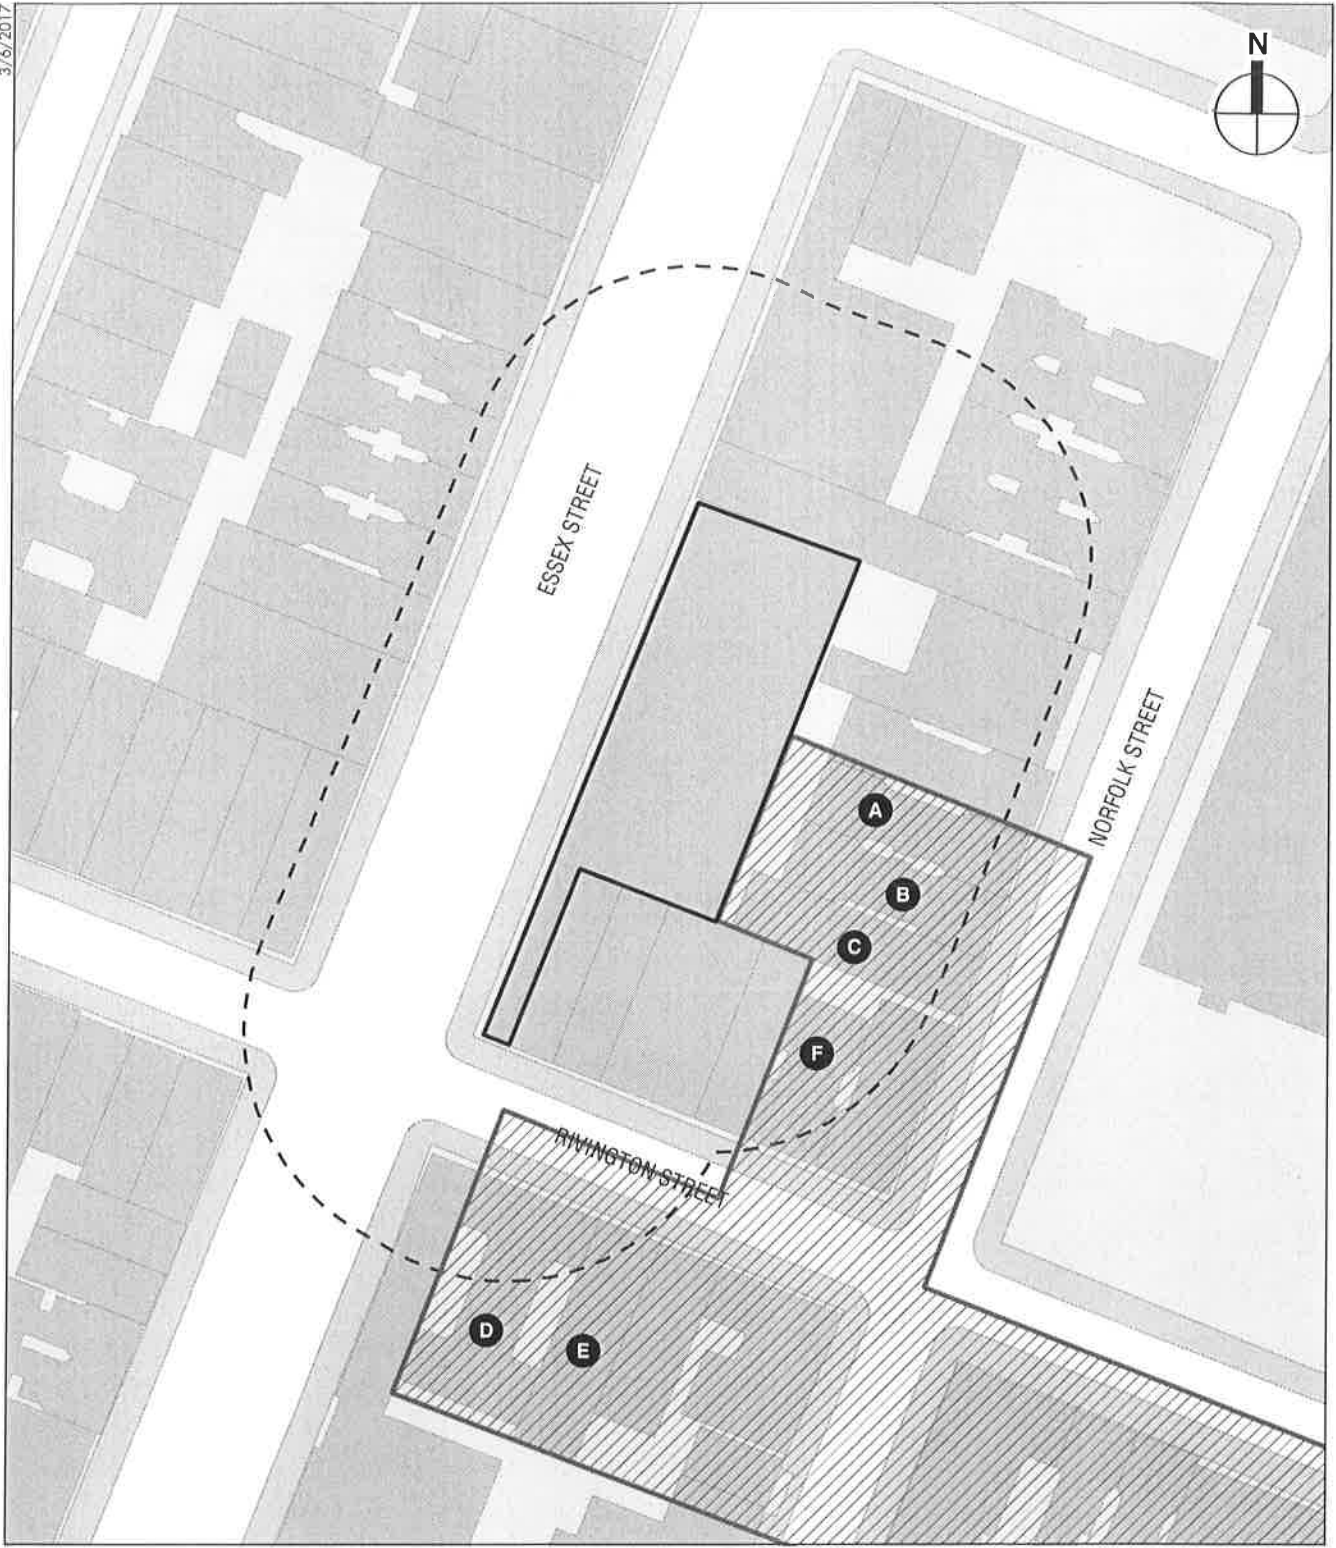 3/6/2017
N
ESSEX STREET
NORFOLK STREET
A
B
C
F
RIVINGTON STREET
D
E